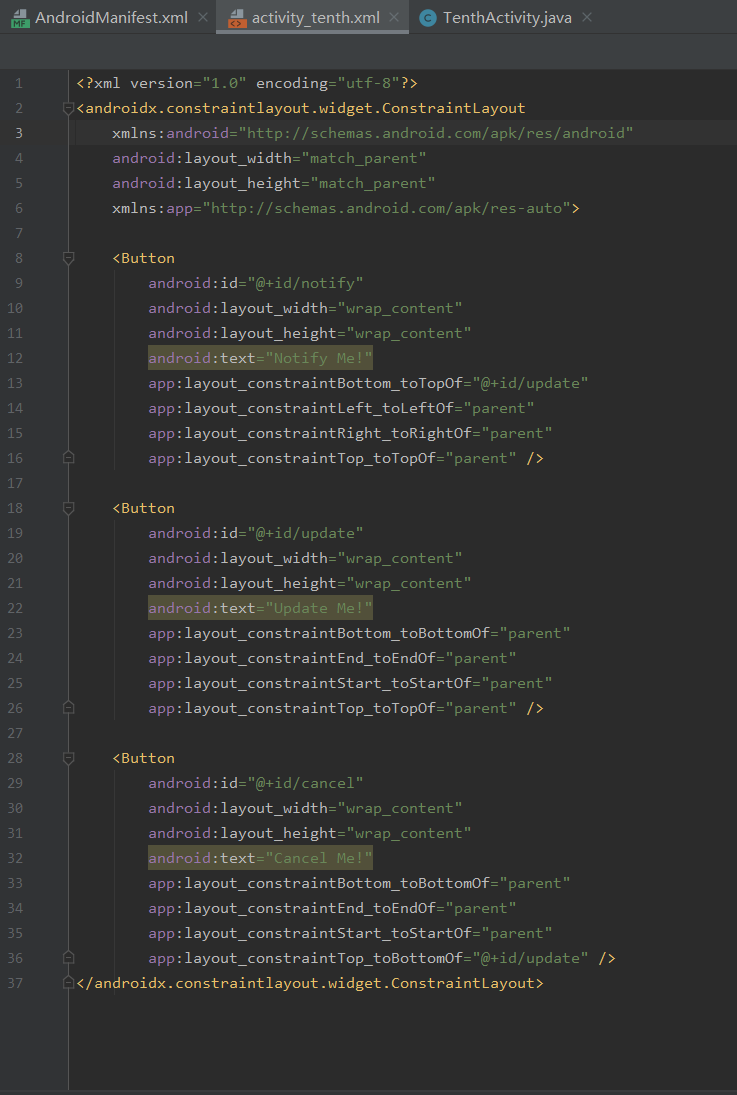 AndroidManifest.xml activity_tenth.xml TenthActivity.java
1 <?xml version="1.0" encoding="utf-8"?>
2 <androidx.constraintlayout.widget.ConstraintLayout
3 xmlns:android="http://schemas.android.com/apk/res/android"
4 android:layout_width="match_parent"
5 android:layout_height="match_parent"
6 xmlns:app="http://schemas.android.com/apk/res-auto">
7
8 <Button
9 android:id="@+id/notify"
10 android:layout_width="wrap_content"
11 android:layout_height="wrap_content"
12 android:text="Notify Me!"
13 app:layout_constraintBottom_toTopOf="@+id/update"
14 app:layout_constraintLeft_toLeftOf="parent"
15 app:layout_constraintRight_toRightOf="parent"
16 app:layout_constraintTop_toTopOf="parent" />
17
18 <Button
19 android:id="@+id/update"
20 android:layout_width="wrap_content"
21 android:layout_height="wrap_content"
22 android:text="Update Me!"
23 app:layout_constraintBottom_toBottomOf="parent"
24 app:layout_constraintEnd_toEndOf="parent"
25 app:layout_constraintStart_toStartOf="parent"
26 app:layout_constraintTop_toTopOf="parent" />
27
28 <Button
29 android:id="@+id/cancel"
30 android:layout_width="wrap_content"
31 android:layout_height="wrap_content"
32 android:text="Cancel Me!"
33 app:layout_constraintBottom_toBottomOf="parent"
34 app:layout_constraintEnd_toEndOf="parent"
35 app:layout_constraintStart_toStartOf="parent"
36 app:layout_constraintTop_toBottomOf="@+id/update" />
37 </androidx.constraintlayout.widget.ConstraintLayout>